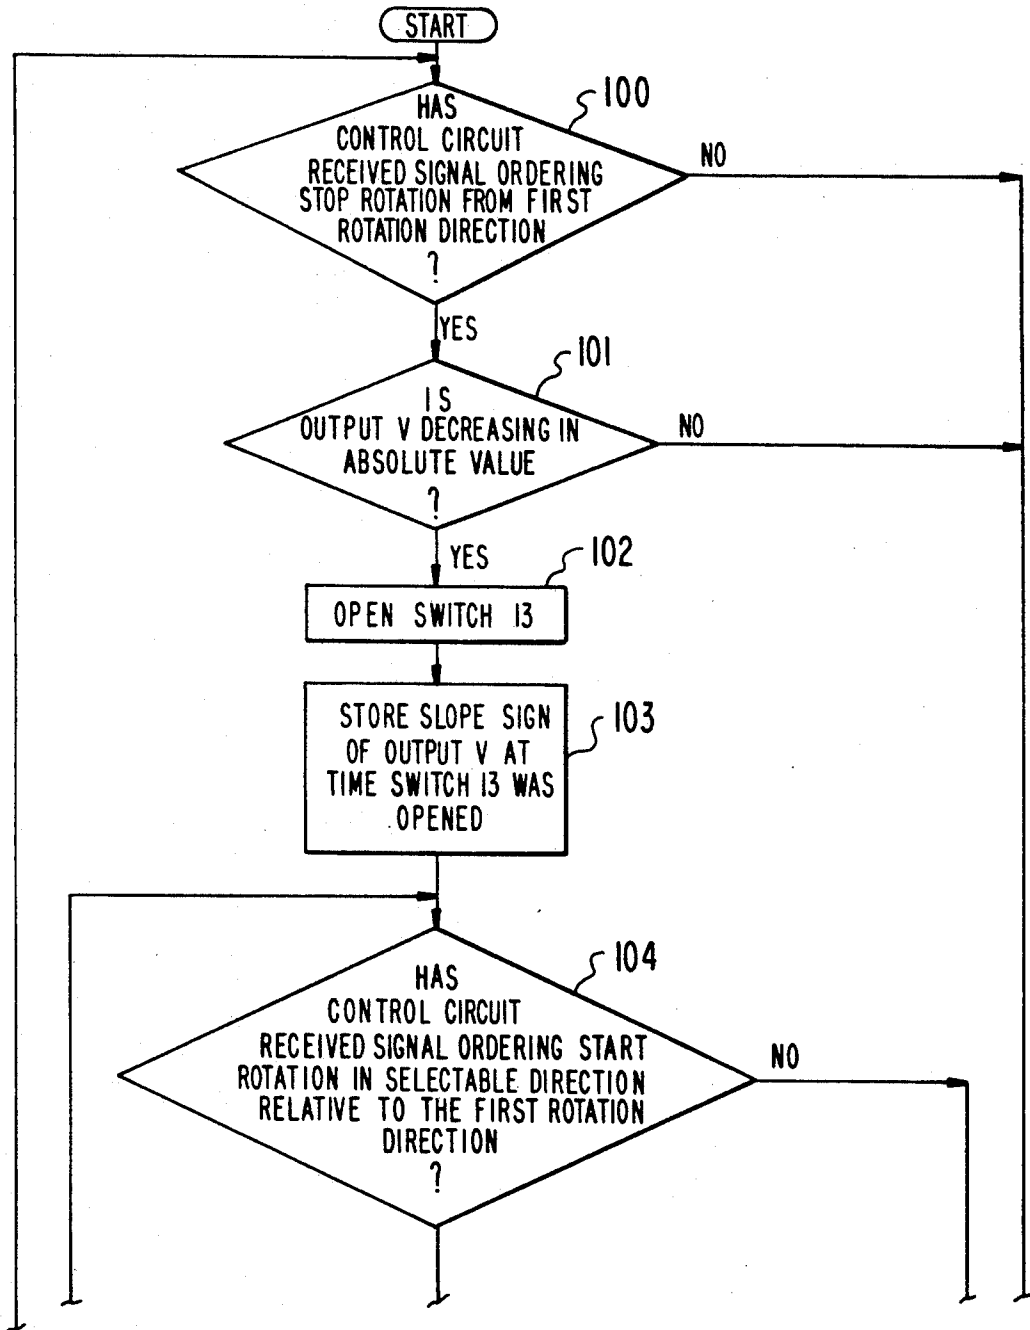 START
100
HAS
CONTROL CIRCUIT
RECEIVED SIGNAL ORDERING
STOP ROTATION FROM FIRST
ROTATION DIRECTION
?
NO
YES
101
IS
OUTPUT V DECREASING IN
ABSOLUTE VALUE
?
NO
YES
102
OPEN SWITCH 13
103
STORE SLOPE SIGN
OF OUTPUT V AT
TIME SWITCH 13 WAS
OPENED
104
HAS
CONTROL CIRCUIT
RECEIVED SIGNAL ORDERING START
ROTATION IN SELECTABLE DIRECTION
RELATIVE TO THE FIRST ROTATION
DIRECTION
?
NO